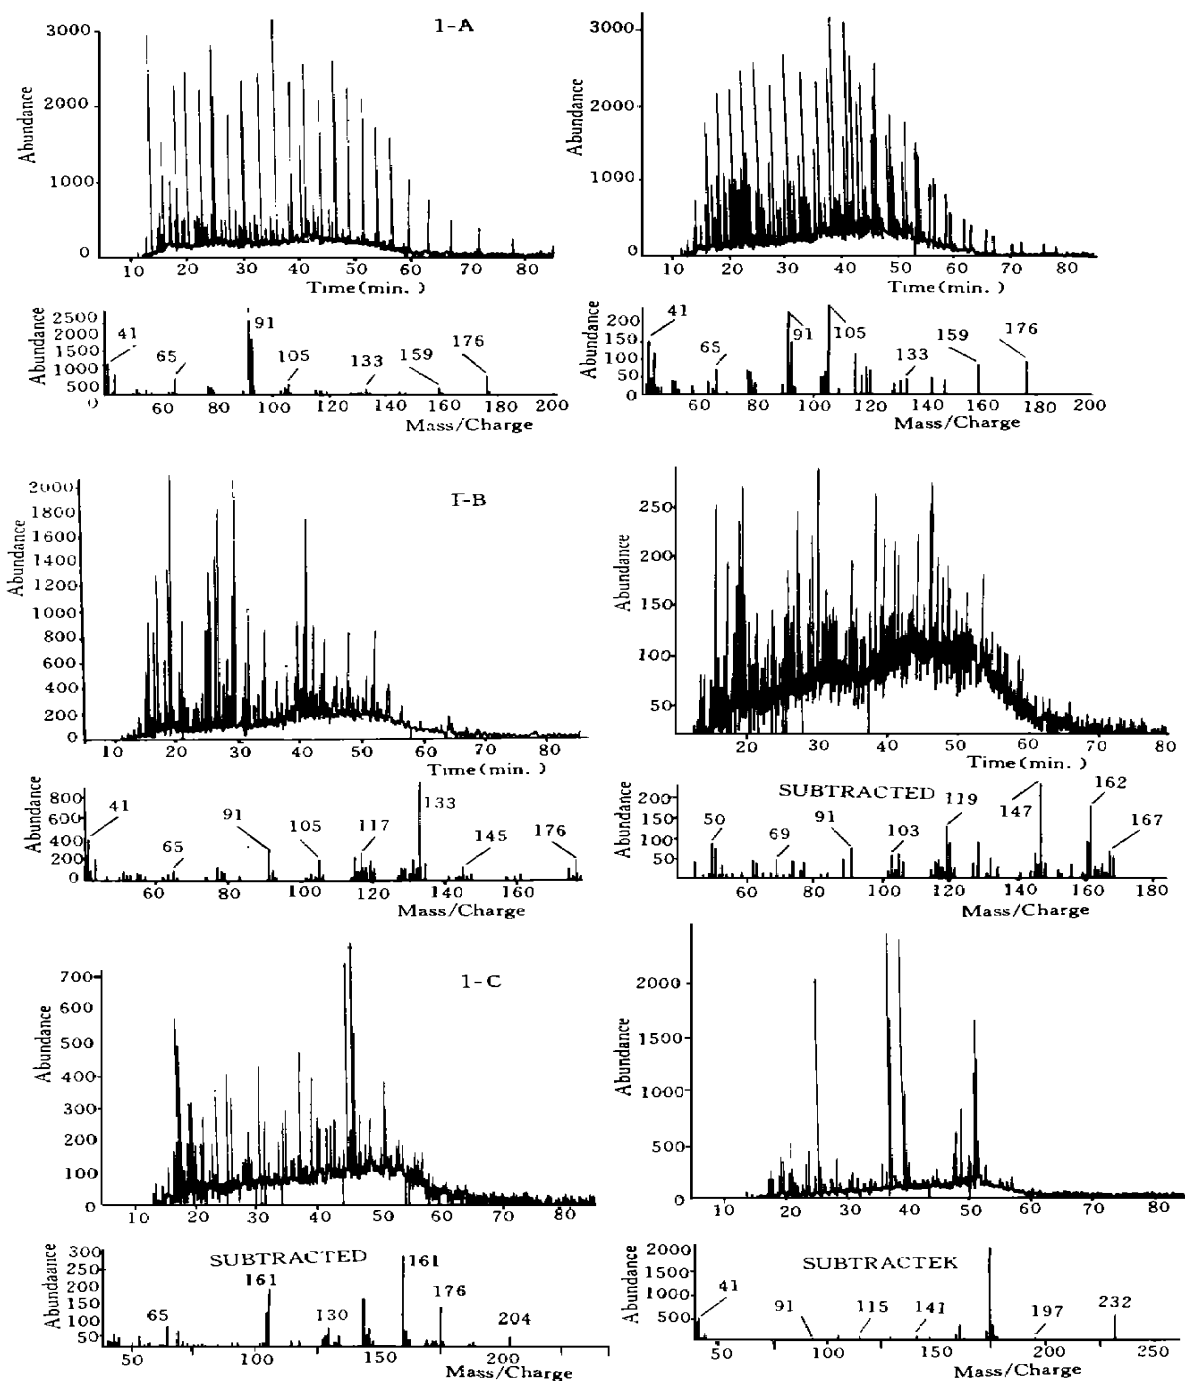 1-A
Abundance
3000
2000
1000
0
10 20 30 40 50 60 70 80
Time(min. )
Abundance
3000
2000
1000
0
10 20 30 40 50 60 70 80
Time(min. )
Abundance
2500
2000
1500
1000
500
0
41 65 91 105 133 159 176
60 80 100 120 140 160 180 200
Mass/Charge
Abundance
200
150
100
50
0
41 65 91 105 133 159 176
60 80 100 120 140 160 180 200
Mass/Charge
I-B
Abundance
2000
1800
1600
1400
1200
1000
800
600
400
200
0
10 20 30 40 50 60 70 80
Time(min. )
Abundance
250
200
150
100
50
20 30 40 50 60 70 80
Time(min. )
Abundance
800
600
400
200
0
41 65 91 105 117 133 145 176
60 80 100 120 140 160
Mass/Charge
SUBTRACTED
Abundance
200
150
100
50
50 69 91 103 119 147 162 167
60 80 100 120 140 160 180
Mass/Charge
1-C
Abundance
700
600
500
400
300
200
100
0
10 20 30 40 50 60 70 80
Abundance
2000
1500
1000
500
0
10 20 30 40 50 60 70 80
SUBTRACTED
Abundaance
300
250
200
150
100
50
65 161 130 161 176 204
50 100 150 200
Mass/Charge
SUBTRACTEK
Abundance
2000
1500
1000
500
41 91 115 141 197 232
50 100 150 200 250
Mass/Charge